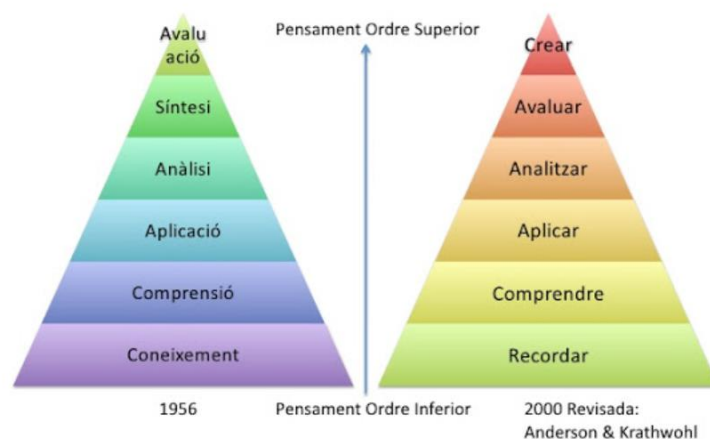 Avalu
ació
Síntesi
Anàlisi
Aplicació
Comprensió
Coneixement
1956
Pensament Ordre Superior
Pensament Ordre Inferior
Crear
Avaluar
Analitzar
Aplicar
Comprendre
Recordar
2000 Revisada:
Anderson & Krathwohl